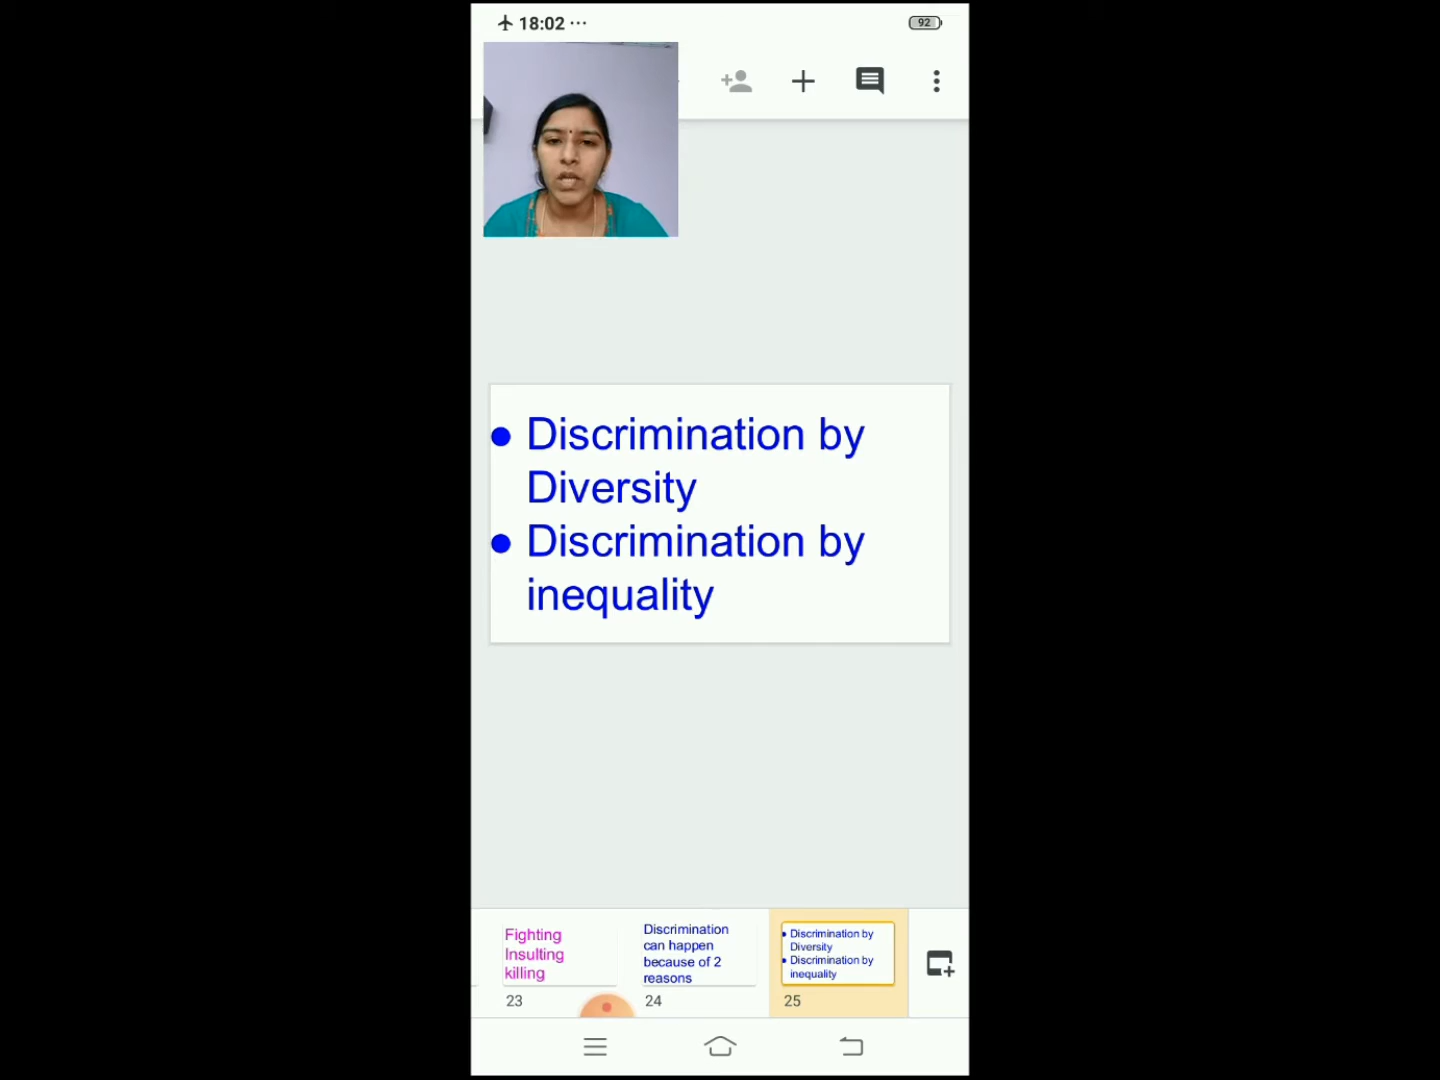 18:02 ...
92
● Discrimination by
Diversity
● Discrimination by
inequality
Fighting
Insulting
killing
23
Discrimination
can happen
because of 2
reasons
24
● Discrimination by
Diversity
● Discrimination by
inequality
25